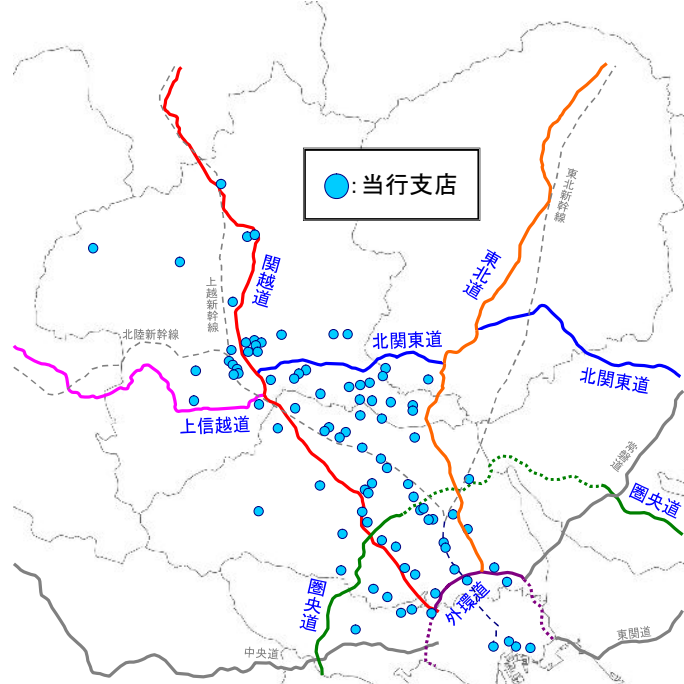 :当行支店
東北新幹線
関越道
東北道
上越新幹線
北陸新幹線
北関東道
北関東道
上信越道
常磐道
圏央道
圏央道
外環道
東関道
中央道